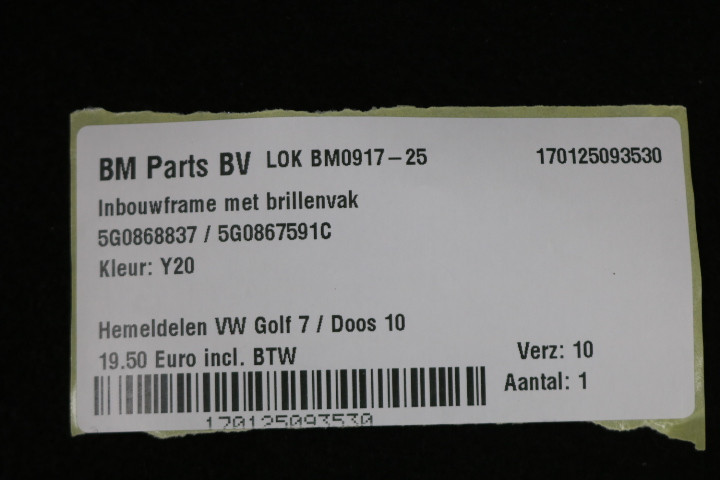 BM Parts BV LOK BM0917-25 170125093530
Inbouwframe met brillenvak
5G0868837 / 5G0867591C
Kleur: Y20
Hemeldelen VW Golf 7 / Doos 10
19.50 Euro incl. BTW Verz: 10
Aantal: 1
170125093530